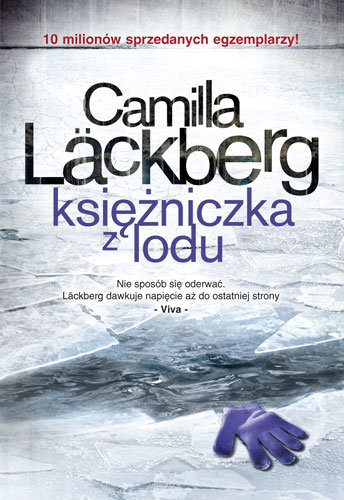 10 milionów sprzedanych egzemplarzy!
Camilla
Läckberg
księżniczka
z lodu
Nie sposób się oderwać.
Läckberg dawkuje napięcie aż do ostatniej strony
- Viva -